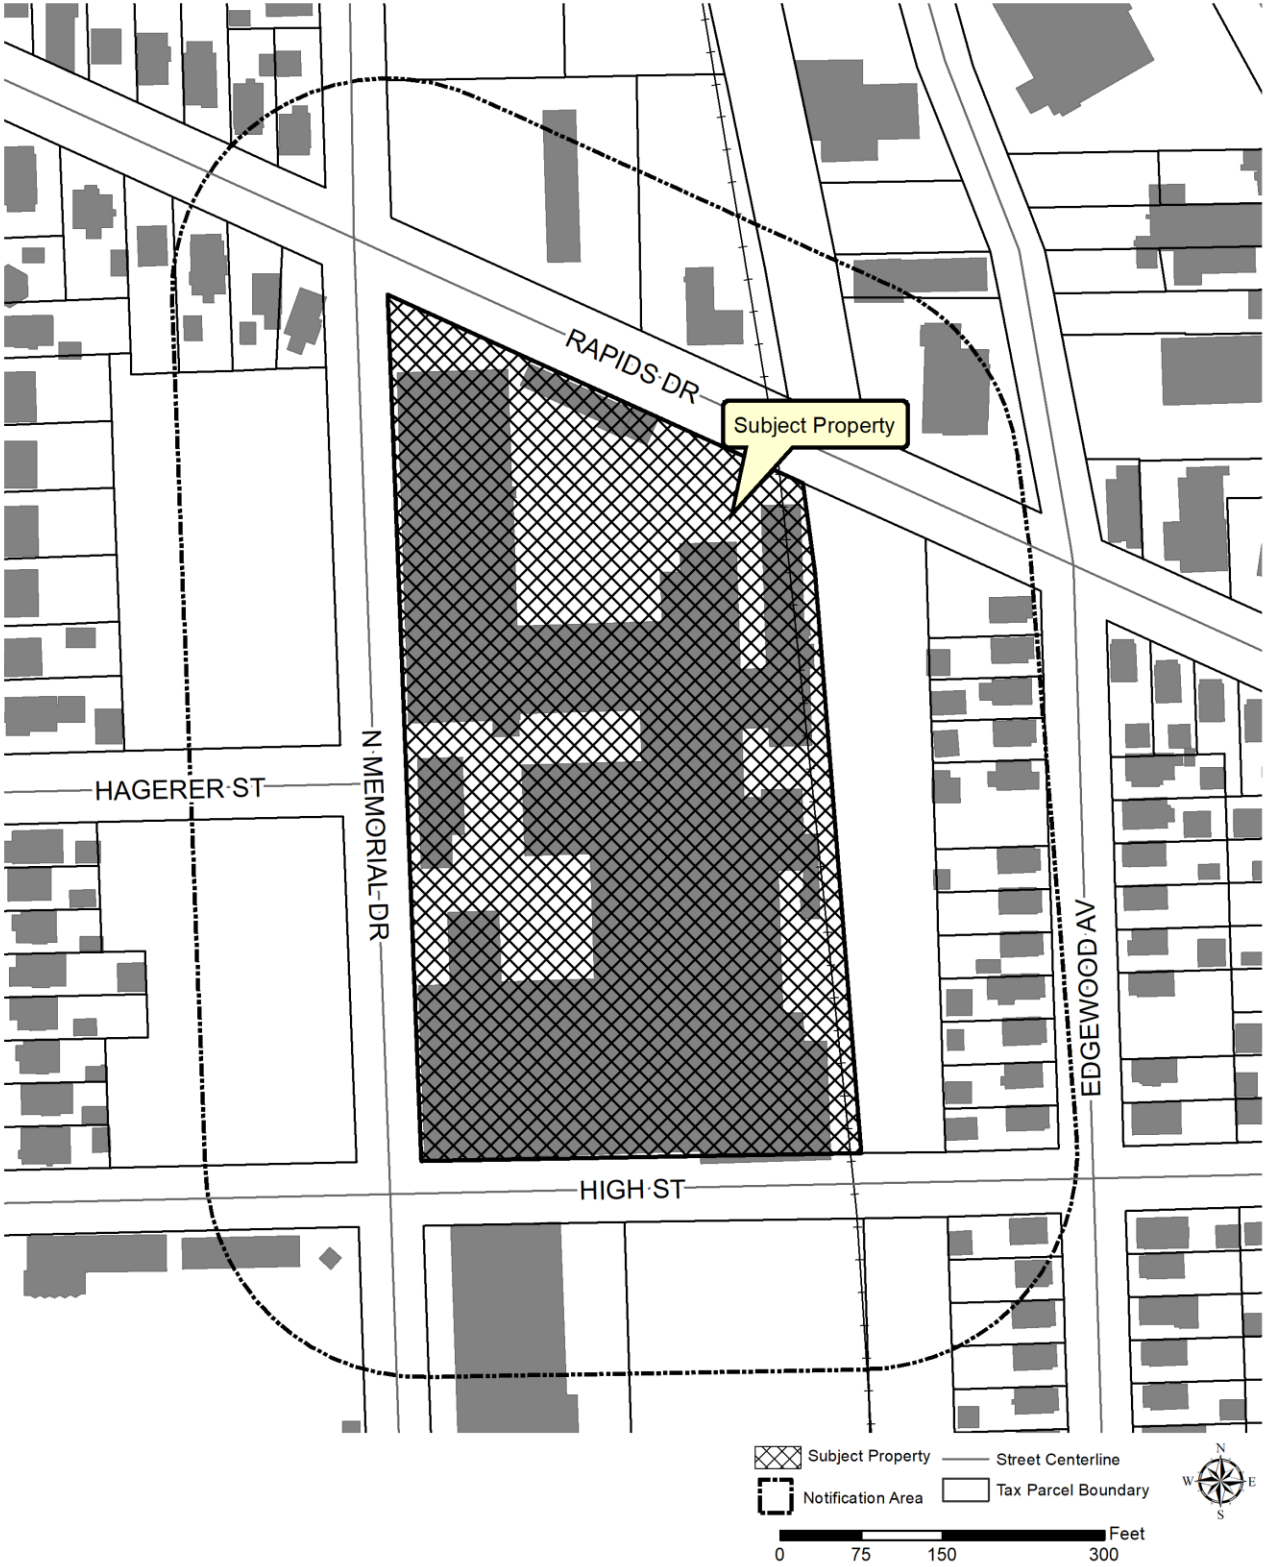 RAPIDS DR
Subject Property
HAGERER ST
N MEMORIAL DR
EDGEWOOD AV
HIGH ST
Subject Property
Street Centerline
Notification Area
Tax Parcel Boundary
N
W E
S
Feet
0 75 150 300